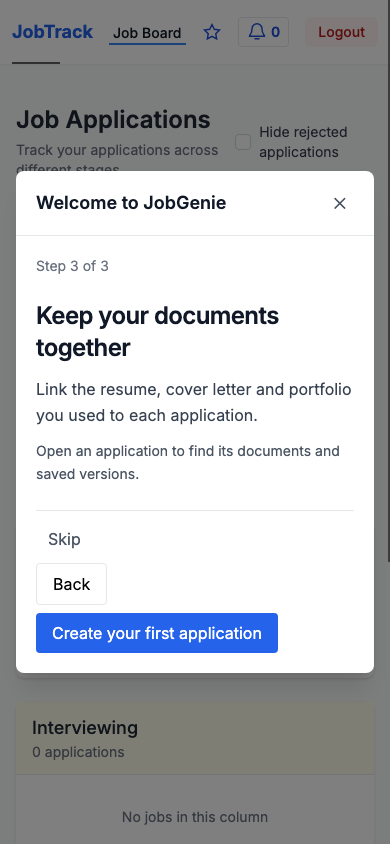 JobTrack Job Board 0 Logout
Job Applications
Track your applications across
different stages
Hide rejected
applications
Welcome to JobGenie
Step 3 of 3
Keep your documents
together
Link the resume, cover letter and portfolio
you used to each application.
Open an application to find its documents and
saved versions.
Skip
Back
Create your first application
Interviewing
0 applications
No jobs in this column